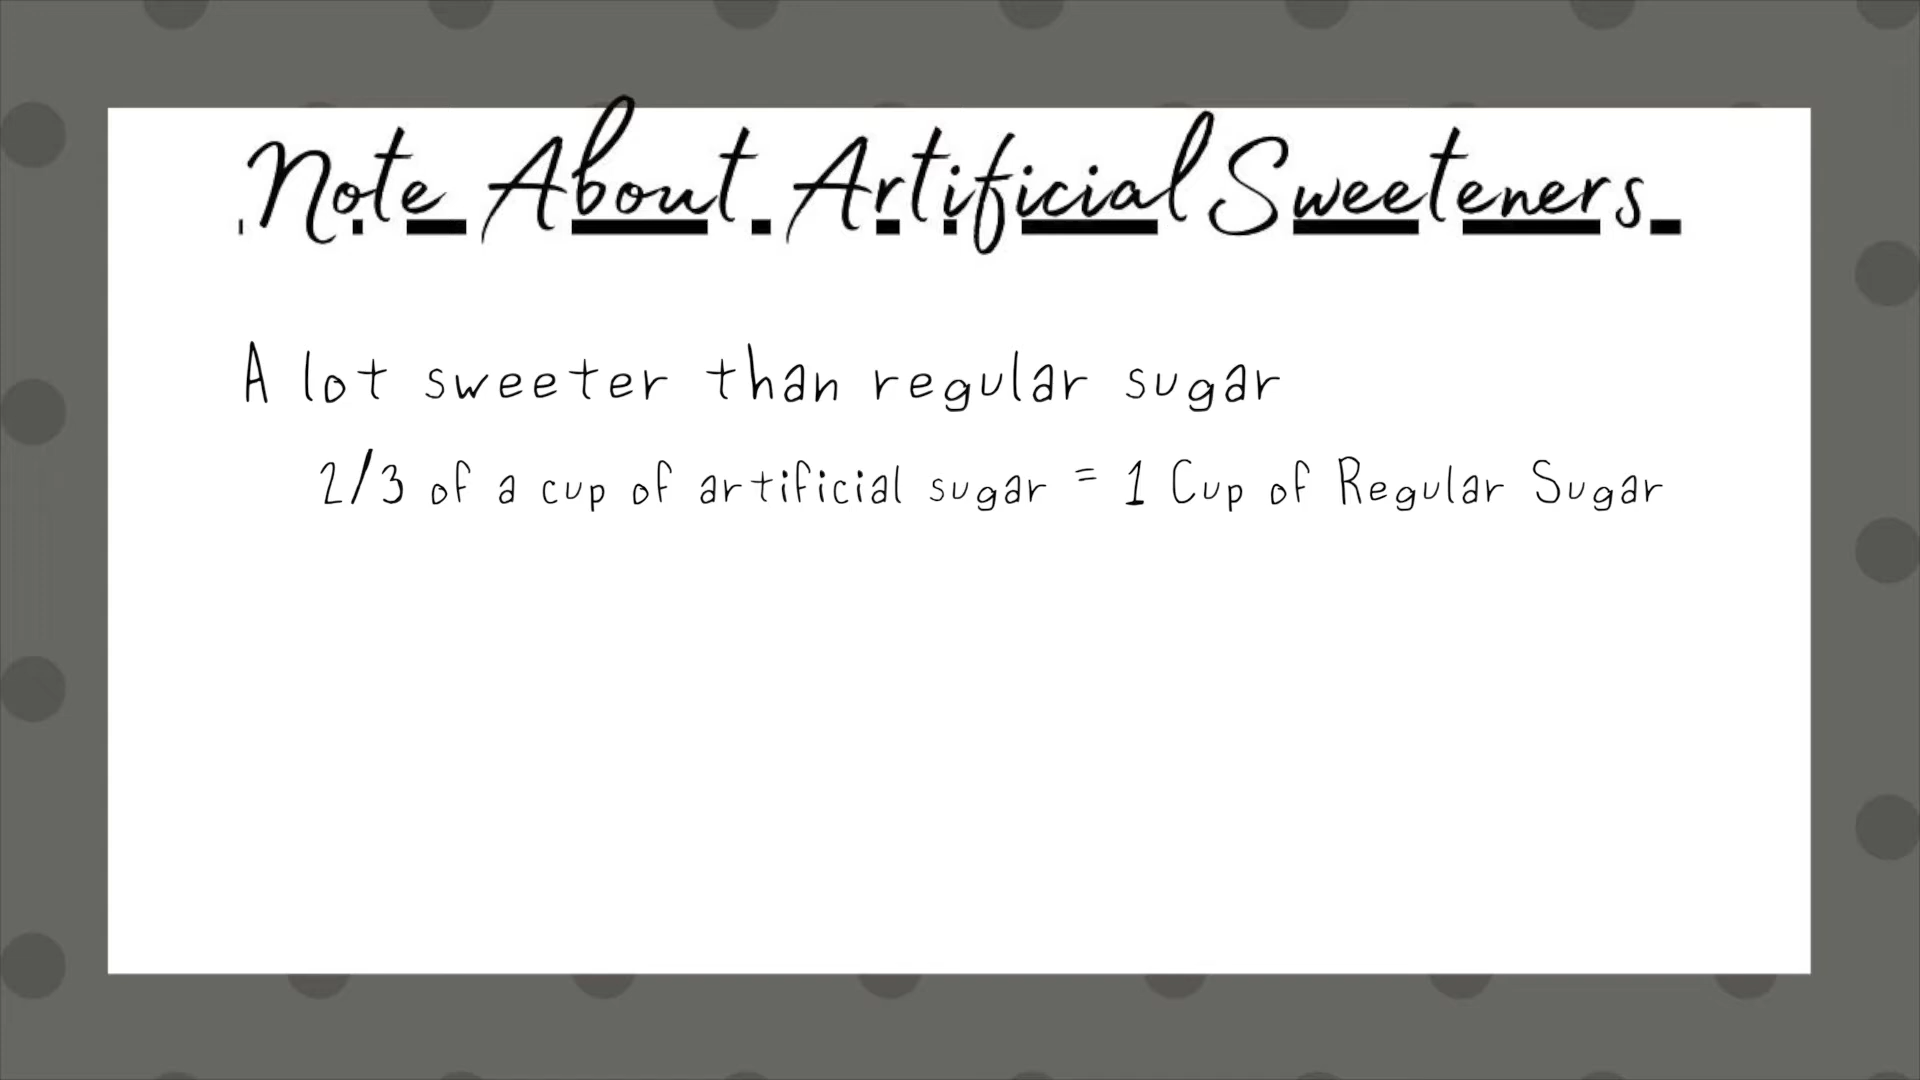 Note About Artificial Sweeteners
A lot sweeter than regular sugar
2/3 of a cup of artificial sugar = 1 Cup of Regular Sugar